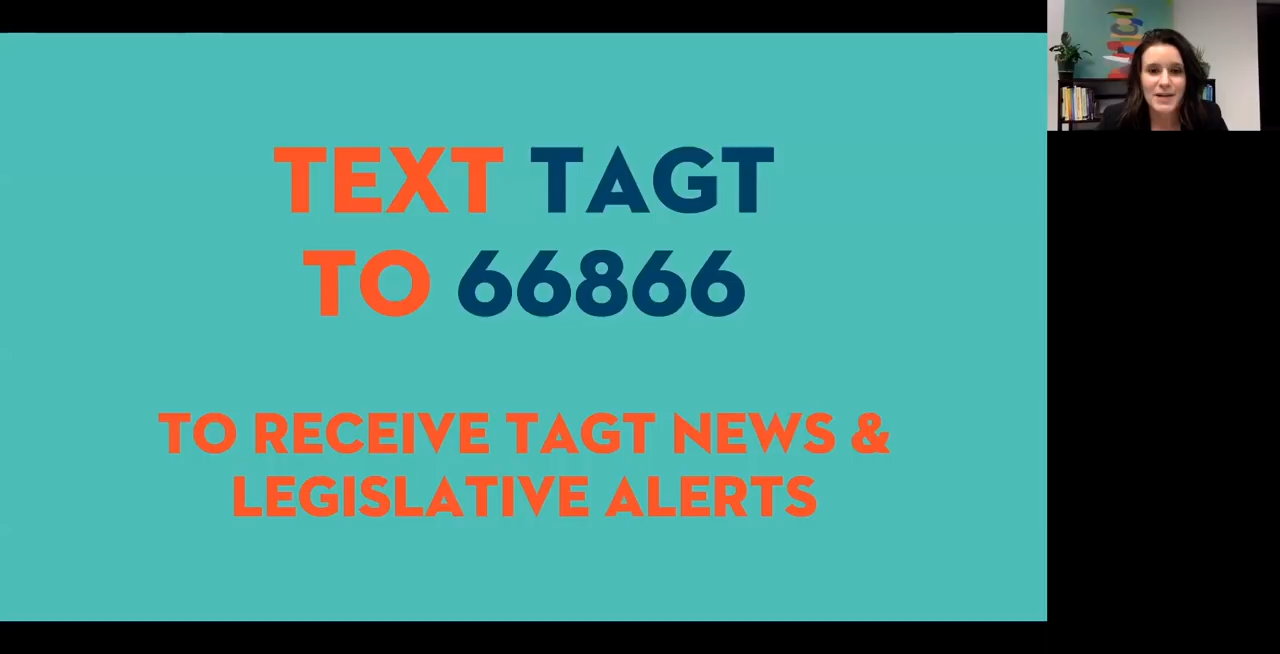 TEXT TAGT
TO 66866
TO RECEIVE TAGT NEWS &
LEGISLATIVE ALERTS